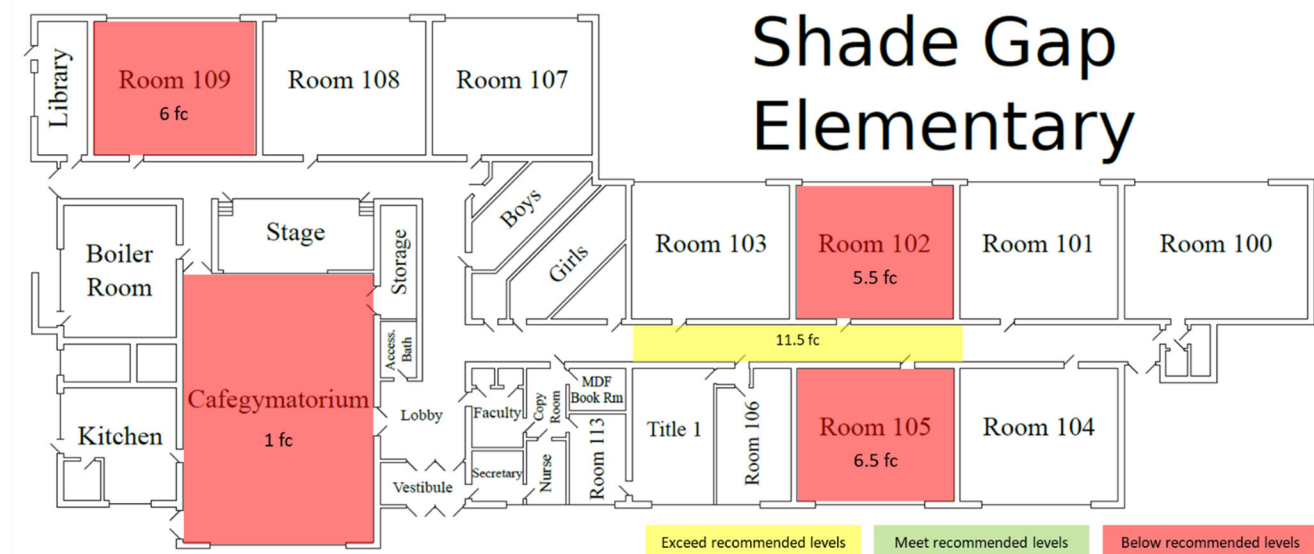 Shade Gap
Elementary
Library
Room 109
6 fc
Room 108
Room 107
Boys
Girls
Stage
Storage
Boiler
Room
Room 103
Room 102
5.5 fc
Room 101
Room 100
11.5 fc
Access.
Bath
Cafegymatorium
1 fc
Kitchen
Lobby
Vestibule
Faculty
Copy
Room
MDF
Book Rm
Secretary
Nurse
Room 113
Title 1
Room 106
Room 105
6.5 fc
Room 104
Exceed recommended levels
Meet recommended levels
Below recommended levels